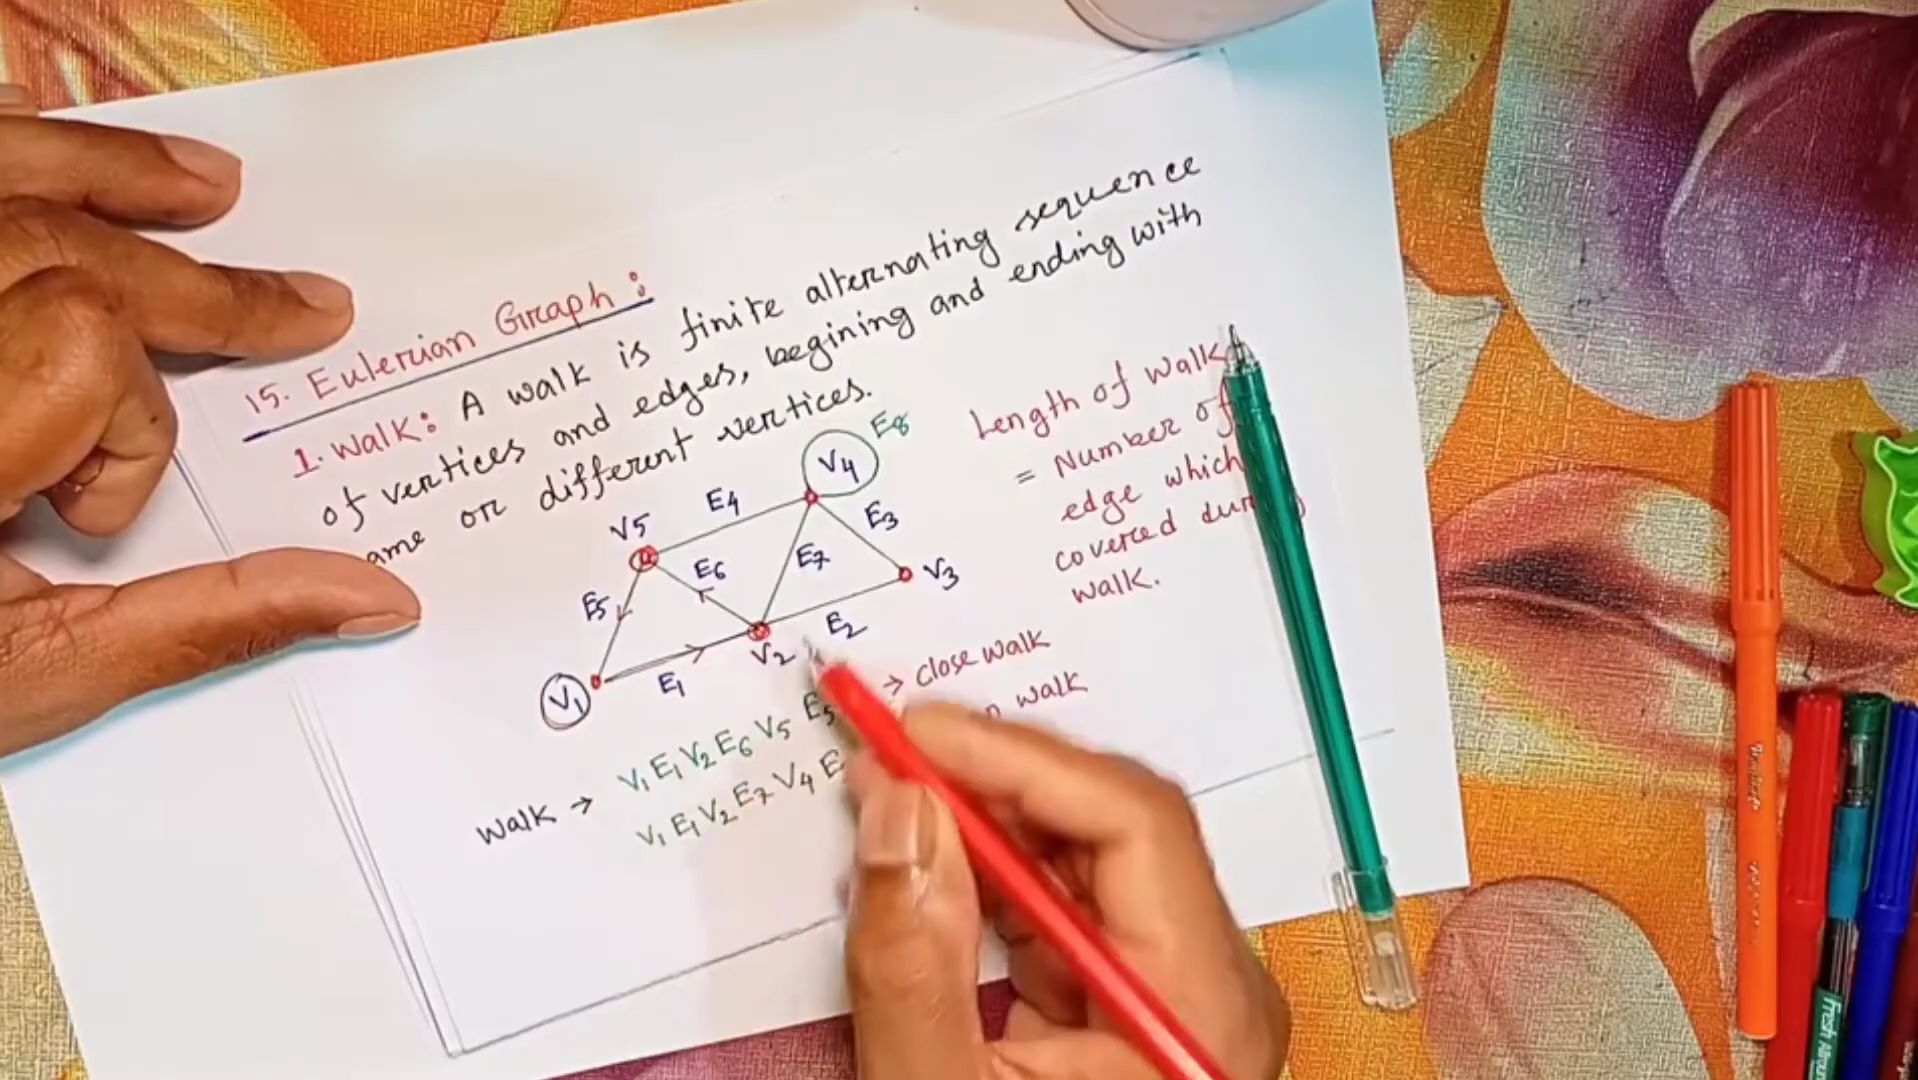 15. Eulerian Graph:
1. Walk: A walk is finite alternating sequence
of vertices and edges, begining and ending with
ame or different vertices.
Length of walk
= Number of
edge which
covered
walk.
E8
V4
E4
V5
E3
E7
E6
V3
E5
E2
V2
E1
V1
→ close walk
walk
Walk → V1 E1 V2 E6 V5 E5
V1 E1 V2 E7 V4 E
Fresh